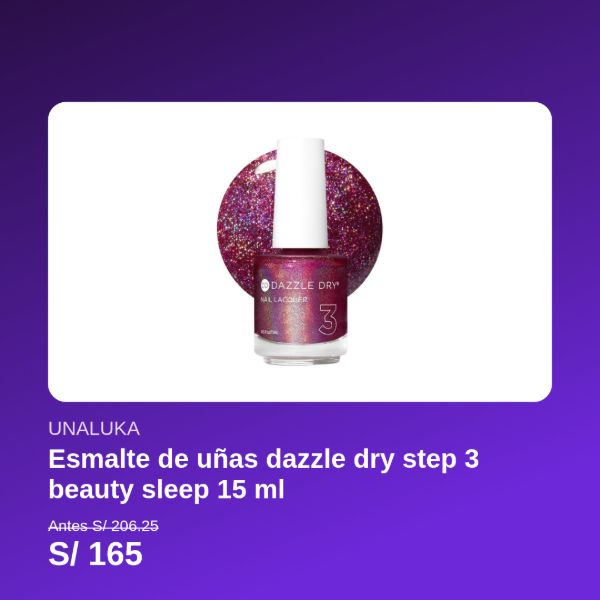 DAZZLE DRY®
NAIL LACQUER
3
UNALUKA
Esmalte de uñas dazzle dry step 3
beauty sleep 15 ml
Antes S/ 206.25
S/ 165